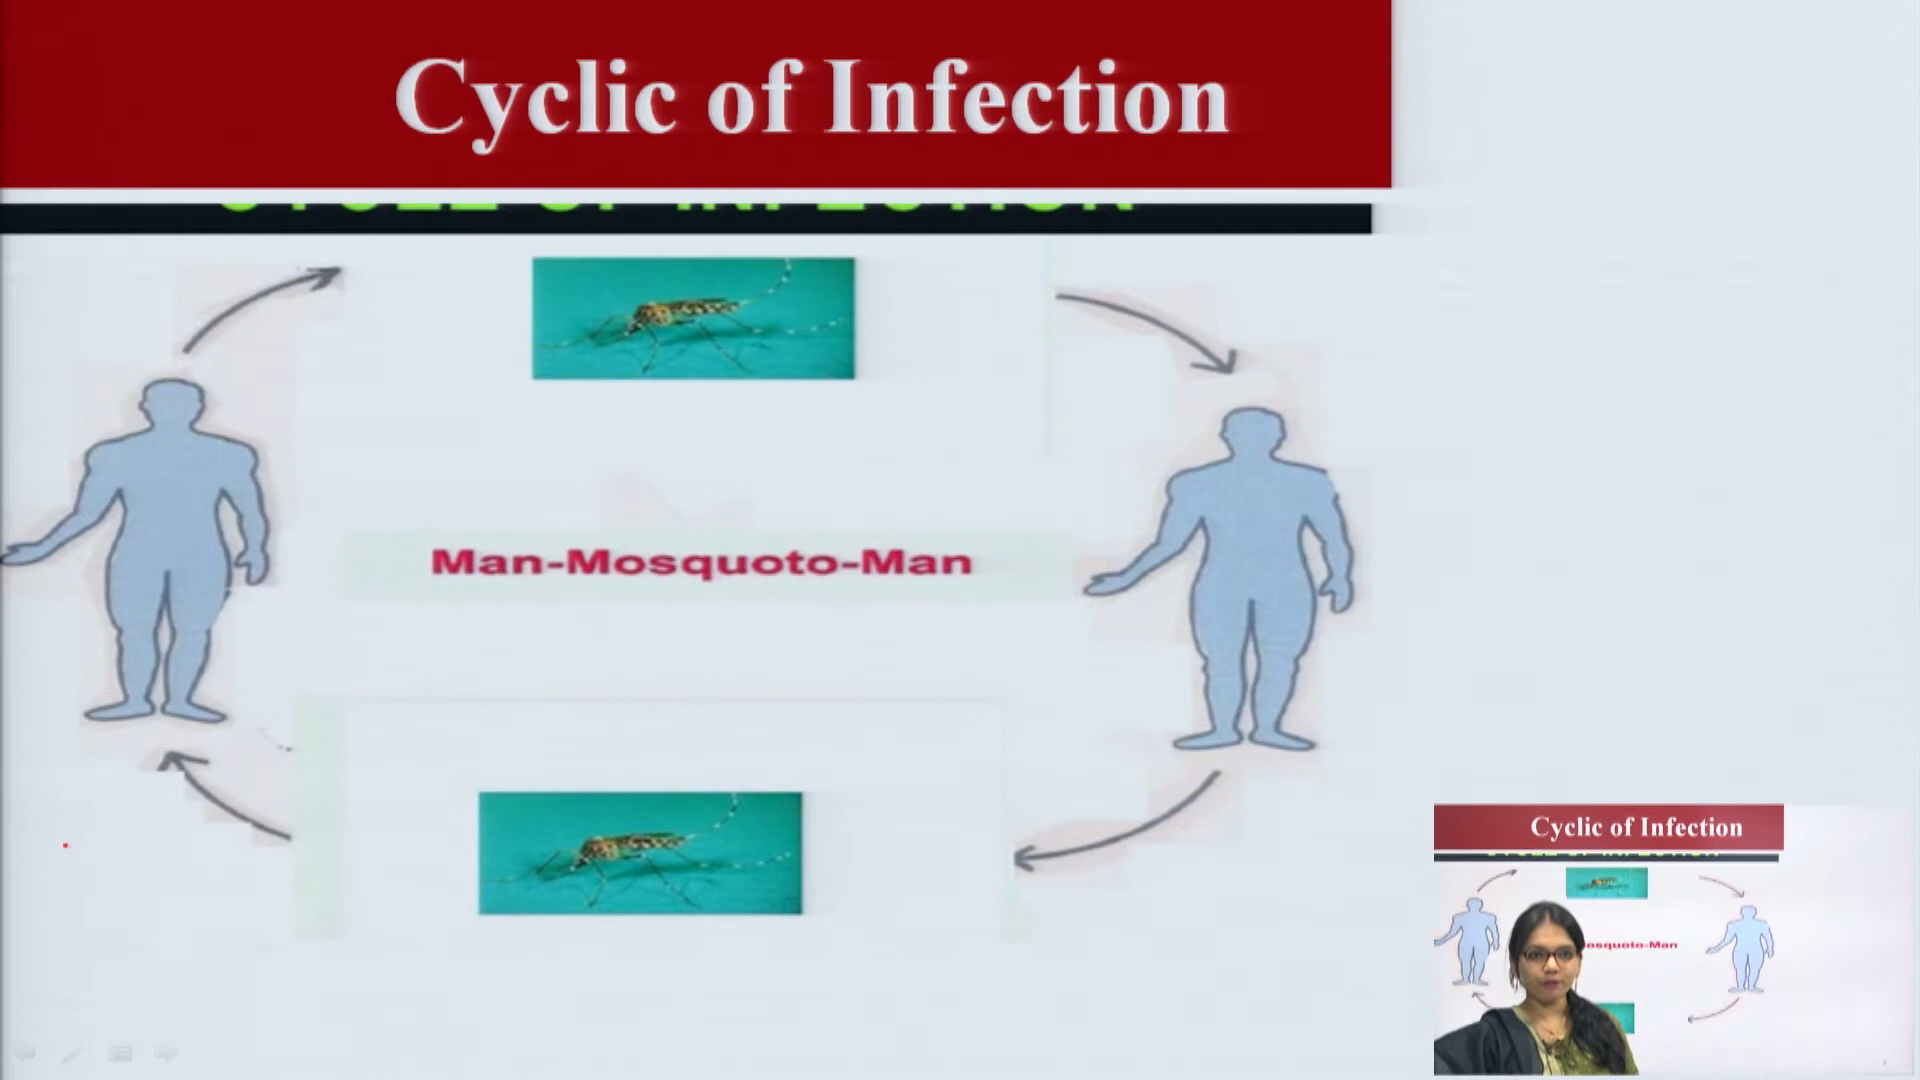 Cyclic of Infection
CYCLE OF INFECTION
Man-Mosquoto-Man
Cyclic of Infection
osquoto-Man